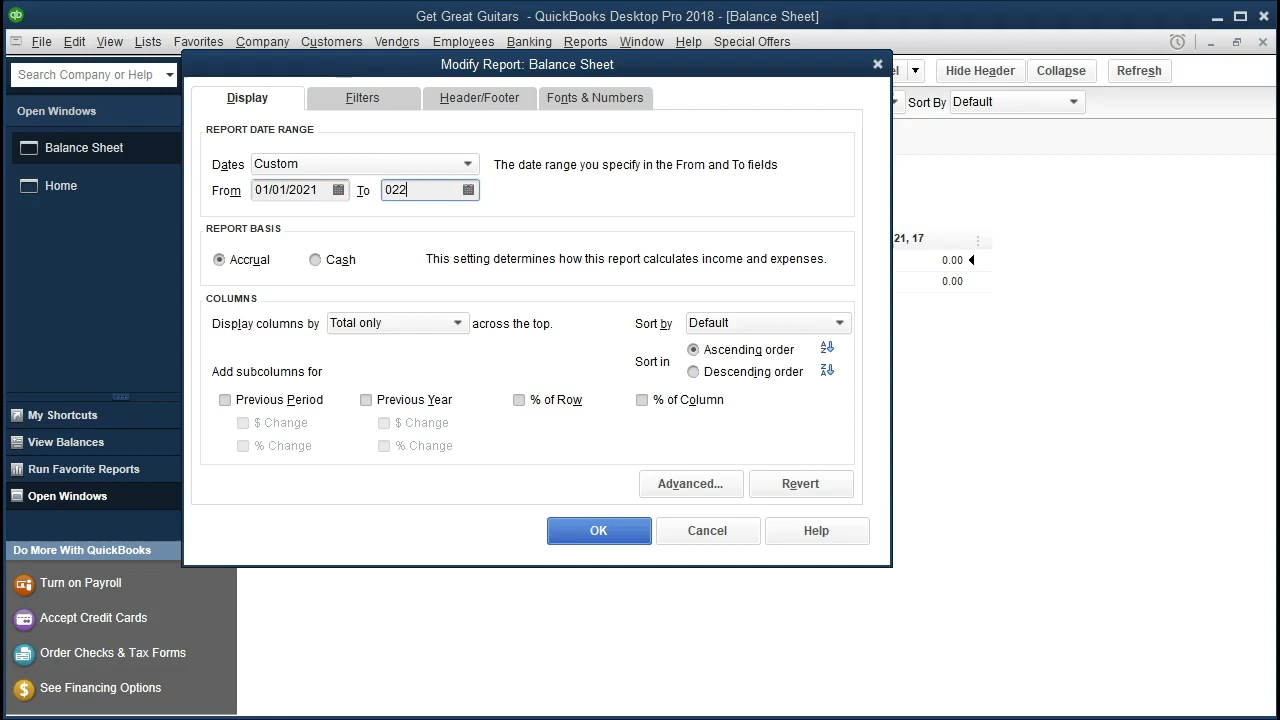 Get Great Guitars - QuickBooks Desktop Pro 2018 - [Balance Sheet]
File Edit View Lists Favorites Company Customers Vendors Employees Banking Reports Window Help Special Offers
Search Company or Help
Modify Report: Balance Sheet
Hide Header Collapse Refresh
Open Windows
Display Filters Header/Footer Fonts & Numbers
Sort By Default
REPORT DATE RANGE
Balance Sheet
Dates Custom The date range you specify in the From and To fields
Home
From 01/01/2021 To 022
REPORT BASIS
21, 17
Accrual Cash This setting determines how this report calculates income and expenses.
0.00
0.00
COLUMNS
Display columns by Total only across the top. Sort by Default
Ascending order
Sort in
Add subcolumns for Descending order
Previous Period Previous Year % of Row % of Column
My Shortcuts
$ Change $ Change
View Balances
% Change % Change
Run Favorite Reports
Advanced... Revert
Open Windows
OK Cancel Help
Do More With QuickBooks
Turn on Payroll
Accept Credit Cards
Order Checks & Tax Forms
See Financing Options